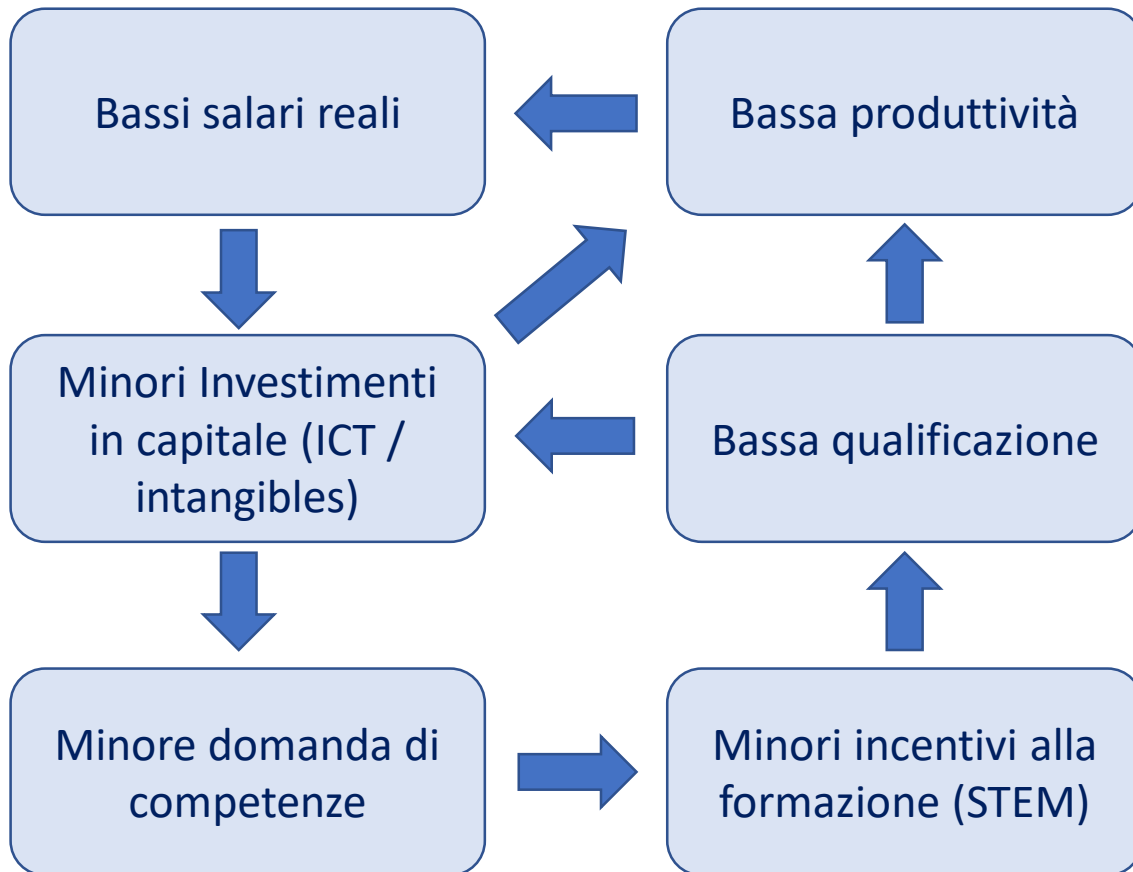 Bassi salari reali
Bassa produttività
Minori Investimenti
in capitale (ICT /
intangibles)
Bassa qualificazione
Minore domanda di
competenze
Minori incentivi alla
formazione (STEM)